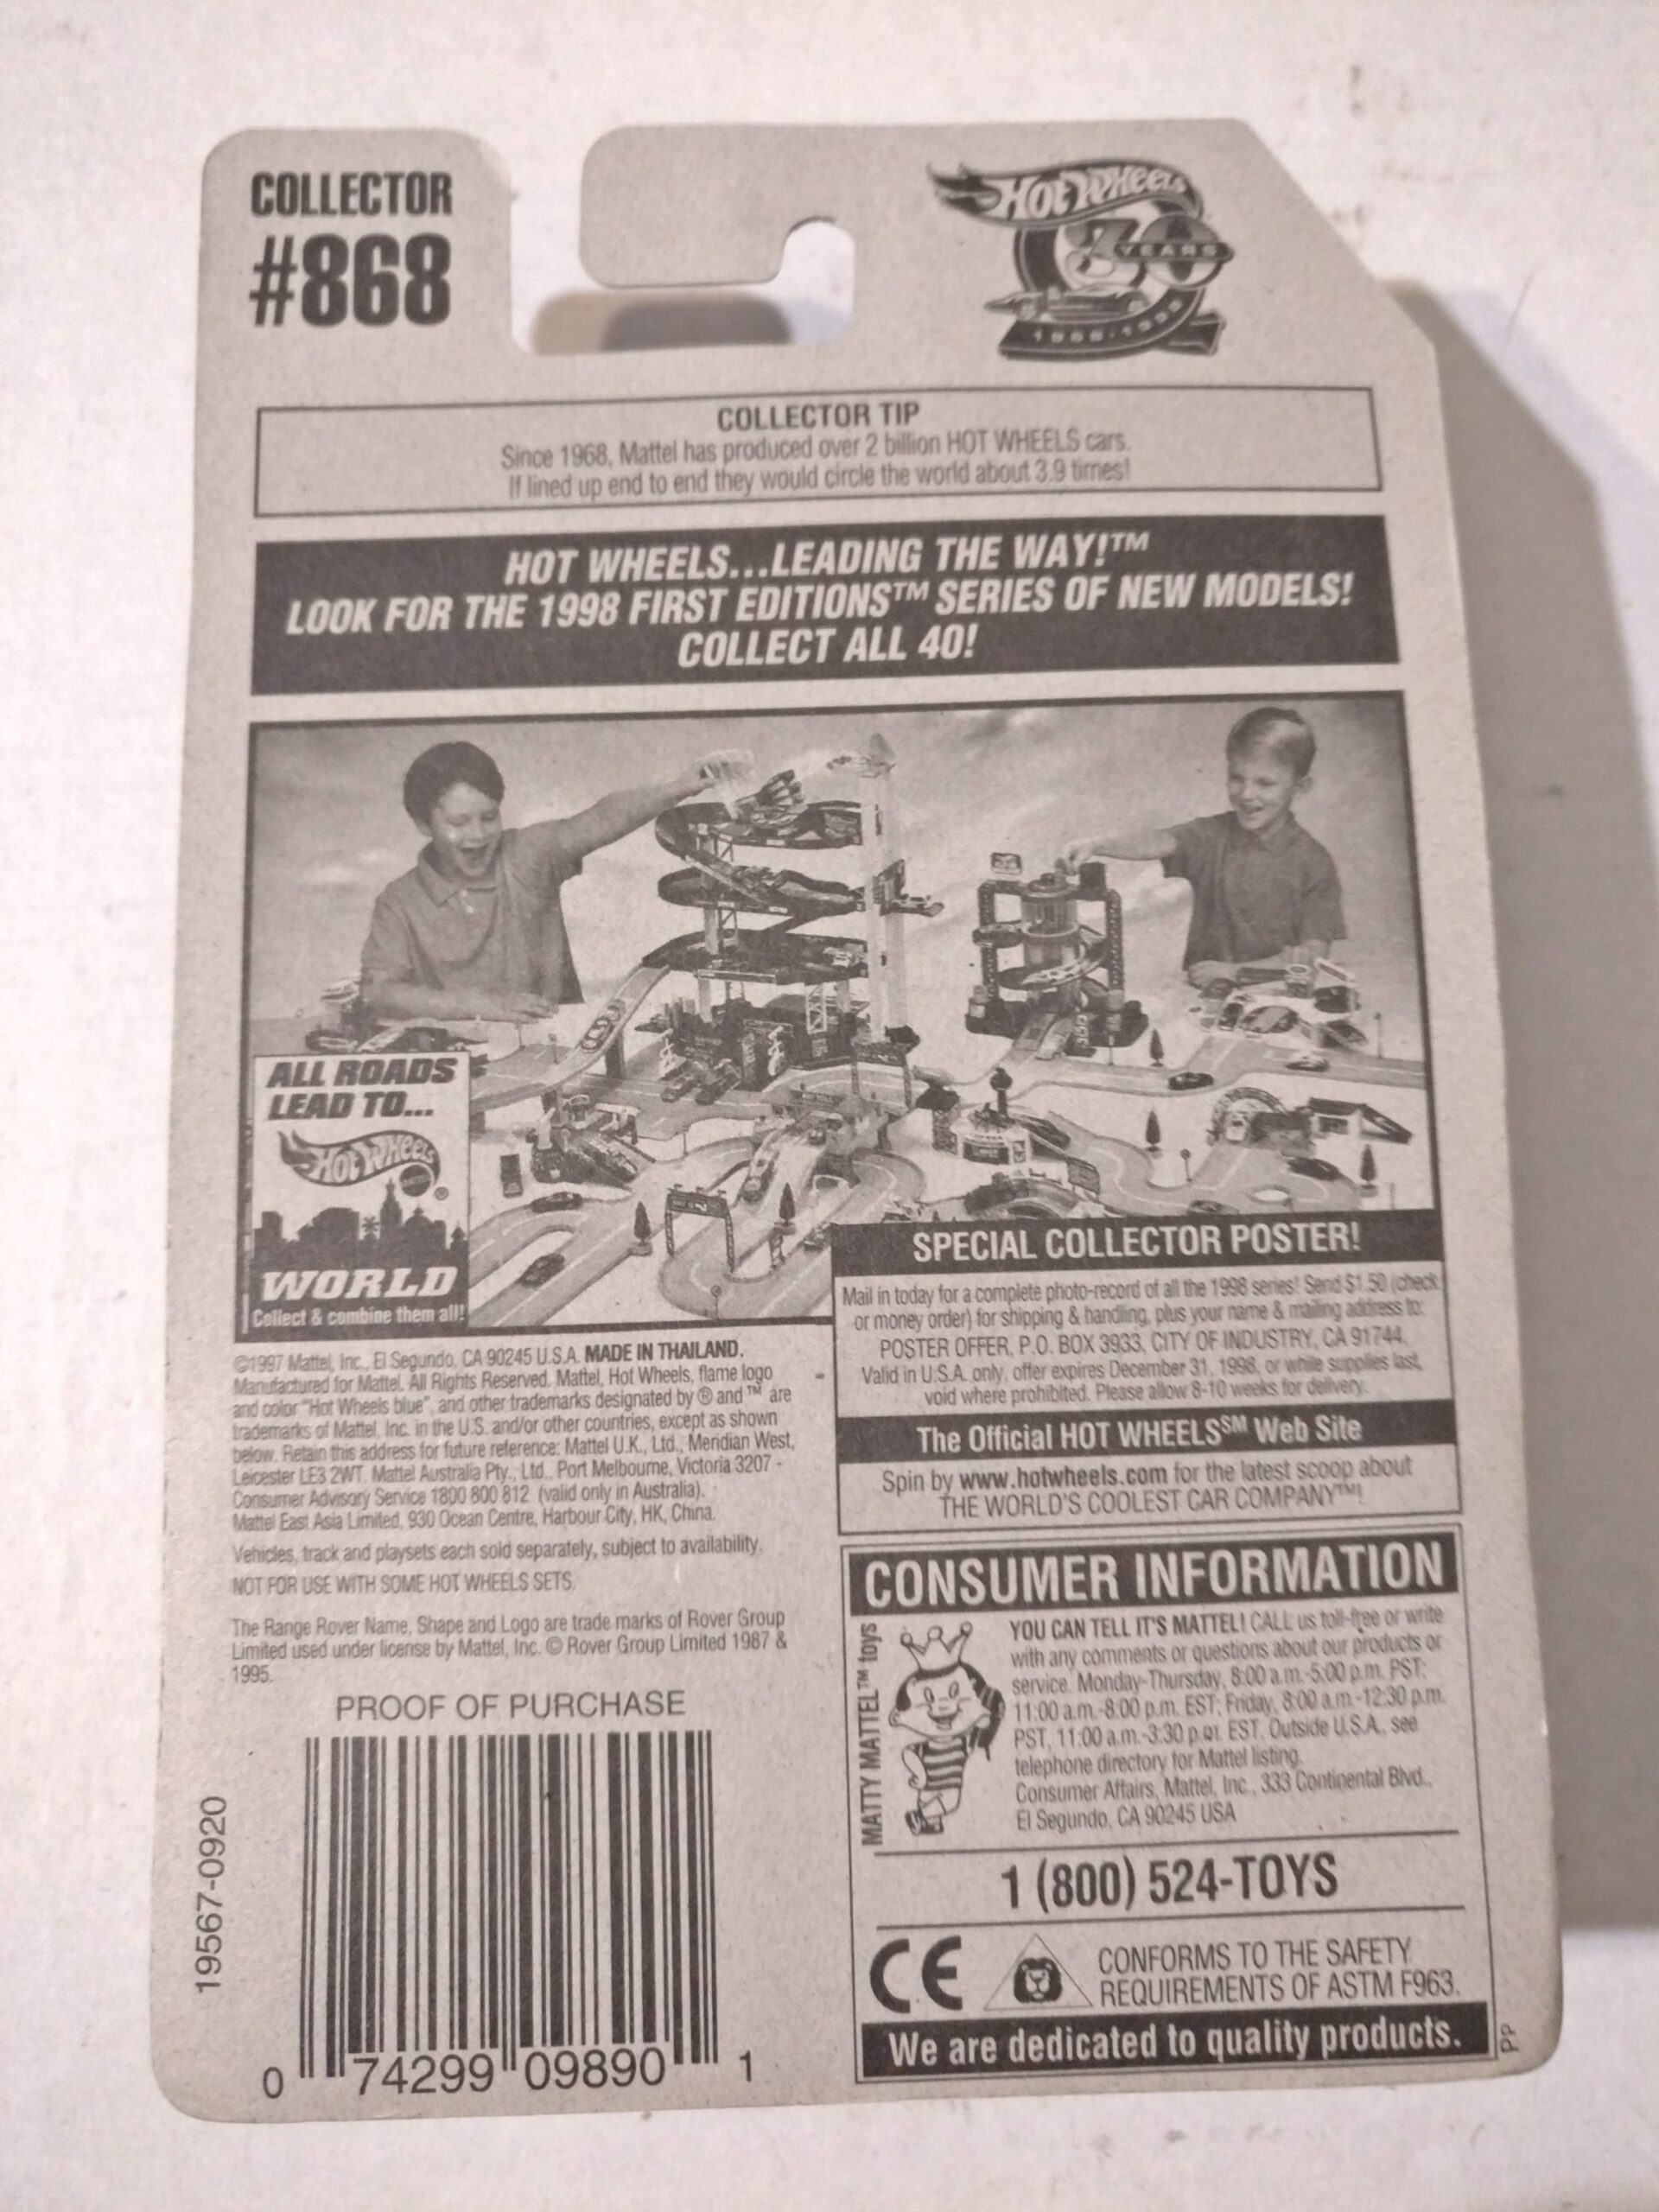 COLLECTOR
#868
HOT WHEELS
30
YEARS
1968-1998
COLLECTOR TIP
Since 1968, Mattel has produced over 2 billion HOT WHEELS cars.
If lined up end to end they would circle the world about 3.9 times!
HOT WHEELS...LEADING THE WAY!™
LOOK FOR THE 1998 FIRST EDITIONS™ SERIES OF NEW MODELS!
COLLECT ALL 40!
ALL ROADS
LEAD TO...
HOT WHEELS
®
WORLD
Collect & combine them all!
SPECIAL COLLECTOR POSTER!
Mail in today for a complete photo-record of all the 1998 series! Send $1.50 (check
or money order) for shipping & handling, plus your name & mailing address to:
POSTER OFFER, P.O. BOX 3933, CITY OF INDUSTRY, CA 91744.
Valid in U.S.A. only, offer expires December 31, 1998, or while supplies last,
void where prohibited. Please allow 8-10 weeks for delivery.
The Official HOT WHEELS℠ Web Site
Spin by www.hotwheels.com for the latest scoop about
THE WORLD'S COOLEST CAR COMPANY™!
©1997 Mattel, Inc., El Segundo, CA 90245 U.S.A. MADE IN THAILAND.
Manufactured for Mattel. All Rights Reserved. Mattel, Hot Wheels, flame logo
and color "Hot Wheels blue", and other trademarks designated by ® and ™ are
trademarks of Mattel, Inc. in the U.S. and/or other countries, except as shown
below. Retain this address for future reference: Mattel U.K., Ltd., Meridian West,
Leicester LE3 2WT. Mattel Australia Pty., Ltd., Port Melbourne, Victoria 3207 -
Consumer Advisory Service 1800 800 812 (valid only in Australia).
Mattel East Asia Limited, 930 Ocean Centre, Harbour City, HK, China.
Vehicles, track and playsets each sold separately, subject to availability.
NOT FOR USE WITH SOME HOT WHEELS SETS.
The Range Rover Name, Shape and Logo are trade marks of Rover Group
Limited used under license by Mattel, Inc. © Rover Group Limited 1987 &
1995.
PROOF OF PURCHASE
19567-0920
0 74299 09890 1
CONSUMER INFORMATION
MATTY MATTEL™ toys
YOU CAN TELL IT'S MATTEL! CALL us toll-free or write
with any comments or questions about our products or
service. Monday-Thursday, 8:00 a.m.-5:00 p.m. PST;
11:00 a.m.-8:00 p.m. EST; Friday, 8:00 a.m.-12:30 p.m.
PST, 11:00 a.m.-3:30 p.m. EST. Outside U.S.A., see
telephone directory for Mattel listing.
Consumer Affairs, Mattel, Inc., 333 Continental Blvd.,
El Segundo, CA 90245 USA
1 (800) 524-TOYS
CE
CONFORMS TO THE SAFETY
REQUIREMENTS OF ASTM F963.
We are dedicated to quality products.
PP